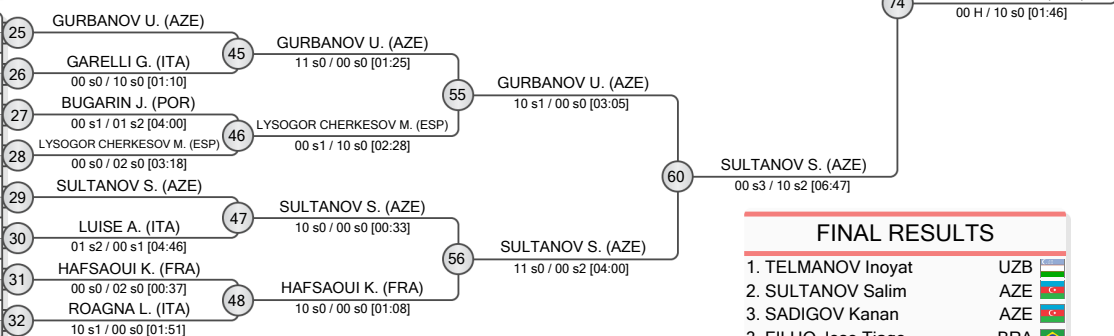 74
00 H / 10 s0 [01:46]
25
GURBANOV U. (AZE)
26
GARELLI G. (ITA)
00 s0 / 10 s0 [01:10]
45
GURBANOV U. (AZE)
11 s0 / 00 s0 [01:25]
27
BUGARIN J. (POR)
00 s1 / 01 s2 [04:00]
28
LYSOGOR CHERKESOV M. (ESP)
00 s0 / 02 s0 [03:18]
46
LYSOGOR CHERKESOV M. (ESP)
00 s1 / 10 s0 [02:28]
55
GURBANOV U. (AZE)
10 s1 / 00 s0 [03:05]
29
SULTANOV S. (AZE)
30
LUISE A. (ITA)
01 s2 / 00 s1 [04:46]
47
SULTANOV S. (AZE)
10 s0 / 00 s0 [00:33]
31
HAFSAOUI K. (FRA)
00 s0 / 02 s0 [00:37]
32
ROAGNA L. (ITA)
10 s1 / 00 s0 [01:51]
48
HAFSAOUI K. (FRA)
10 s0 / 00 s0 [01:08]
56
SULTANOV S. (AZE)
11 s0 / 00 s2 [04:00]
60
SULTANOV S. (AZE)
00 s3 / 10 s2 [06:47]
FINAL RESULTS
1. TELMANOV Inoyat UZB
2. SULTANOV Salim AZE
3. SADIGOV Kanan AZE